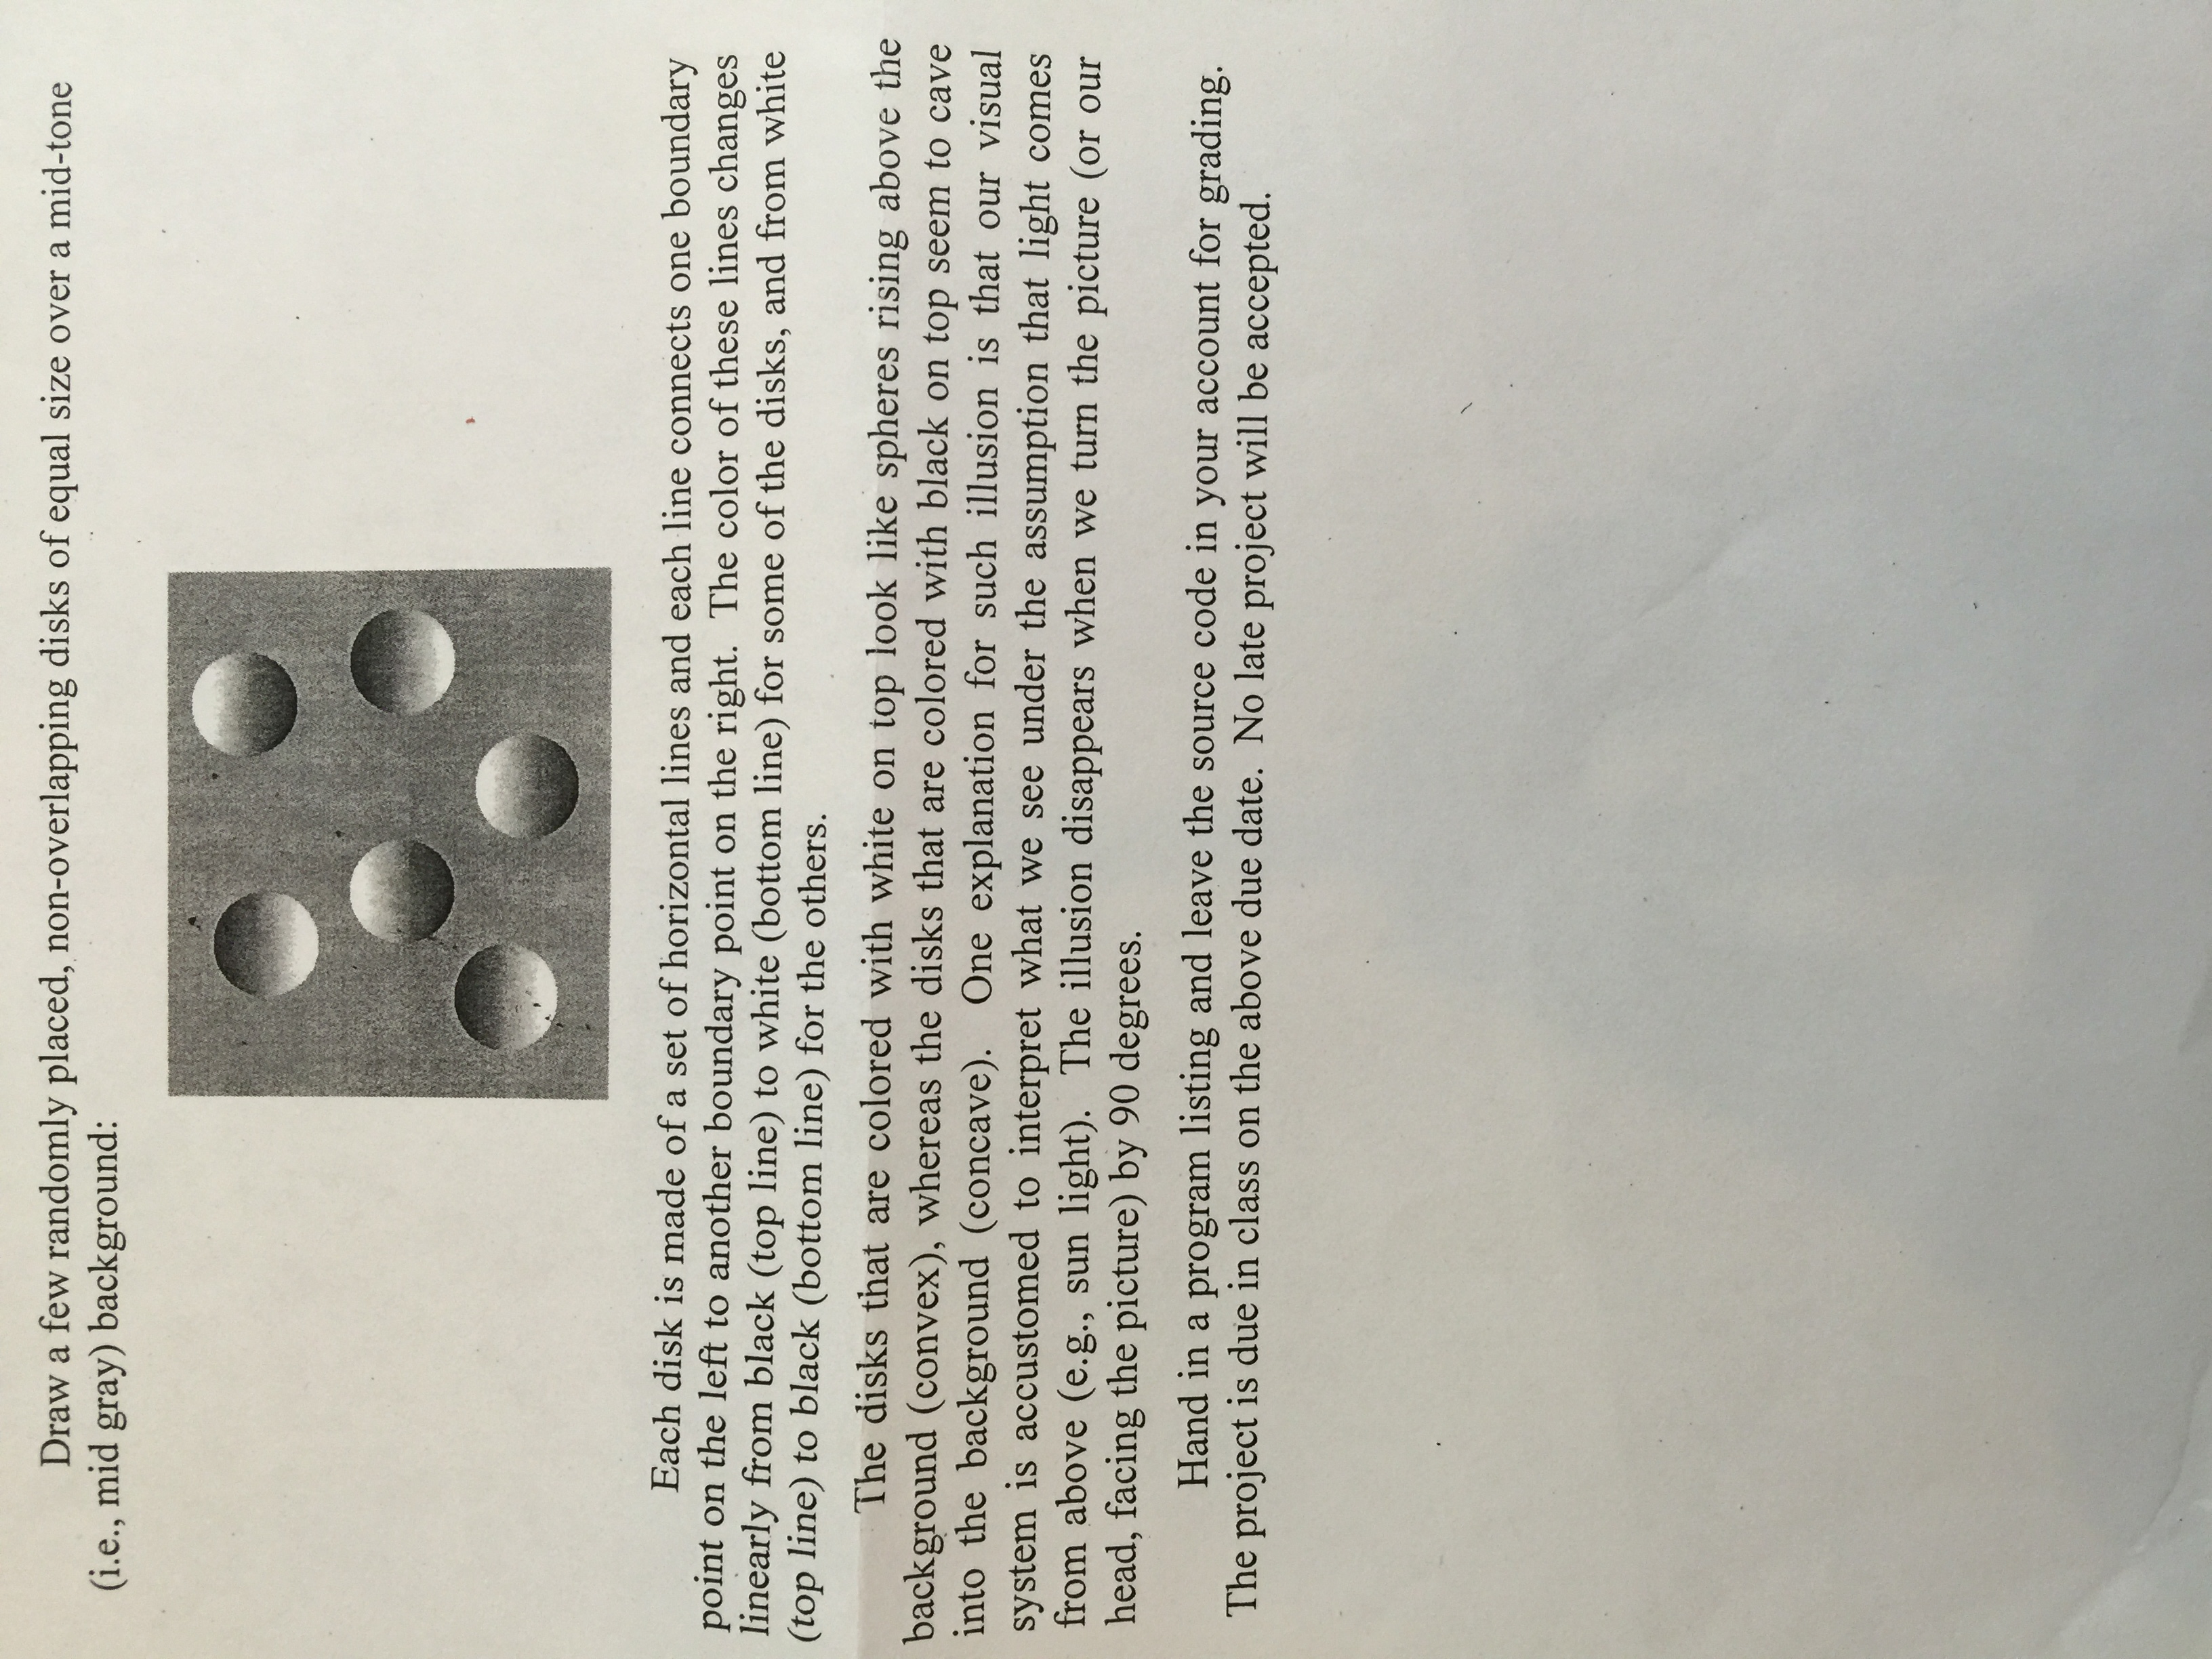 Draw a few randomly placed, non-overlapping disks of equal size over a mid-tone
(i.e., mid gray) background:
Each disk is made of a set of horizontal lines and each line connects one boundary
point on the left to another boundary point on the right. The color of these lines changes
linearly from black (top line) to white (bottom line) for some of the disks, and from white
(top line) to black (bottom line) for the others.
The disks that are colored with white on top look like spheres rising above the
background (convex), whereas the disks that are colored with black on top seem to cave
into the background (concave). One explanation for such illusion is that our visual
system is accustomed to interpret what we see under the assumption that light comes
from above (e.g., sun light). The illusion disappears when we turn the picture (or our
head, facing the picture) by 90 degrees.
Hand in a program listing and leave the source code in your account for grading.
The project is due in class on the above due date. No late project will be accepted.